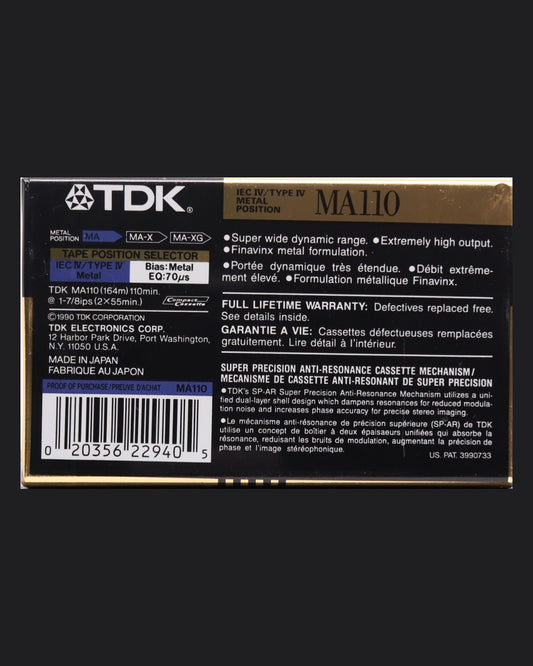 TDK®
IEC IV/TYPE IV
METAL
POSITION
MA110
METAL
POSITION
MA
MA-X
MA-XG
TAPE POSITION SELECTOR
IEC IV/TYPE IV
Metal
Bias: Metal
EQ: 70μs
TDK MA110 (164m) 110min.
@ 1-7/8ips (2×55min.)
Compact Cassette
©1990 TDK CORPORATION
TDK ELECTRONICS CORP.
12 Harbor Park Drive, Port Washington,
N.Y. 11050 U.S.A.
MADE IN JAPAN
FABRIQUE AU JAPON
PROOF OF PURCHASE/PREUVE D'ACHAT MA110
0 20356 22940 5
●Super wide dynamic range. ●Extremely high output.
●Finavinx metal formulation.
●Portée dynamique très étendue. ●Débit extrême-
ment élevé. ●Formulation métallique Finavinx.
FULL LIFETIME WARRANTY: Defectives replaced free.
See details inside.
GARANTIE A VIE: Cassettes défectueuses remplacées
gratuitement. Lire détail à l'intérieur.
SUPER PRECISION ANTI-RESONANCE CASSETTE MECHANISM/
MECANISME DE CASSETTE ANTI-RESONANT DE SUPER PRECISION
●TDK's SP-AR Super Precision Anti-Resonance Mechanism utilizes a uni-
fied dual-layer shell design which dampens resonances for reduced modula-
tion noise and increases phase accuracy for precise stereo imaging.
●Le mécanisme anti-résonance de précision supérieure (SP-AR) de TDK
utilise un concept de boîtier à deux épaisaeurs unifiées qui absorbe la
résonance, reduisant les bruits de modulation, augmentant la précision de
phase et l'image stéréophonique.
US. PAT. 3990733